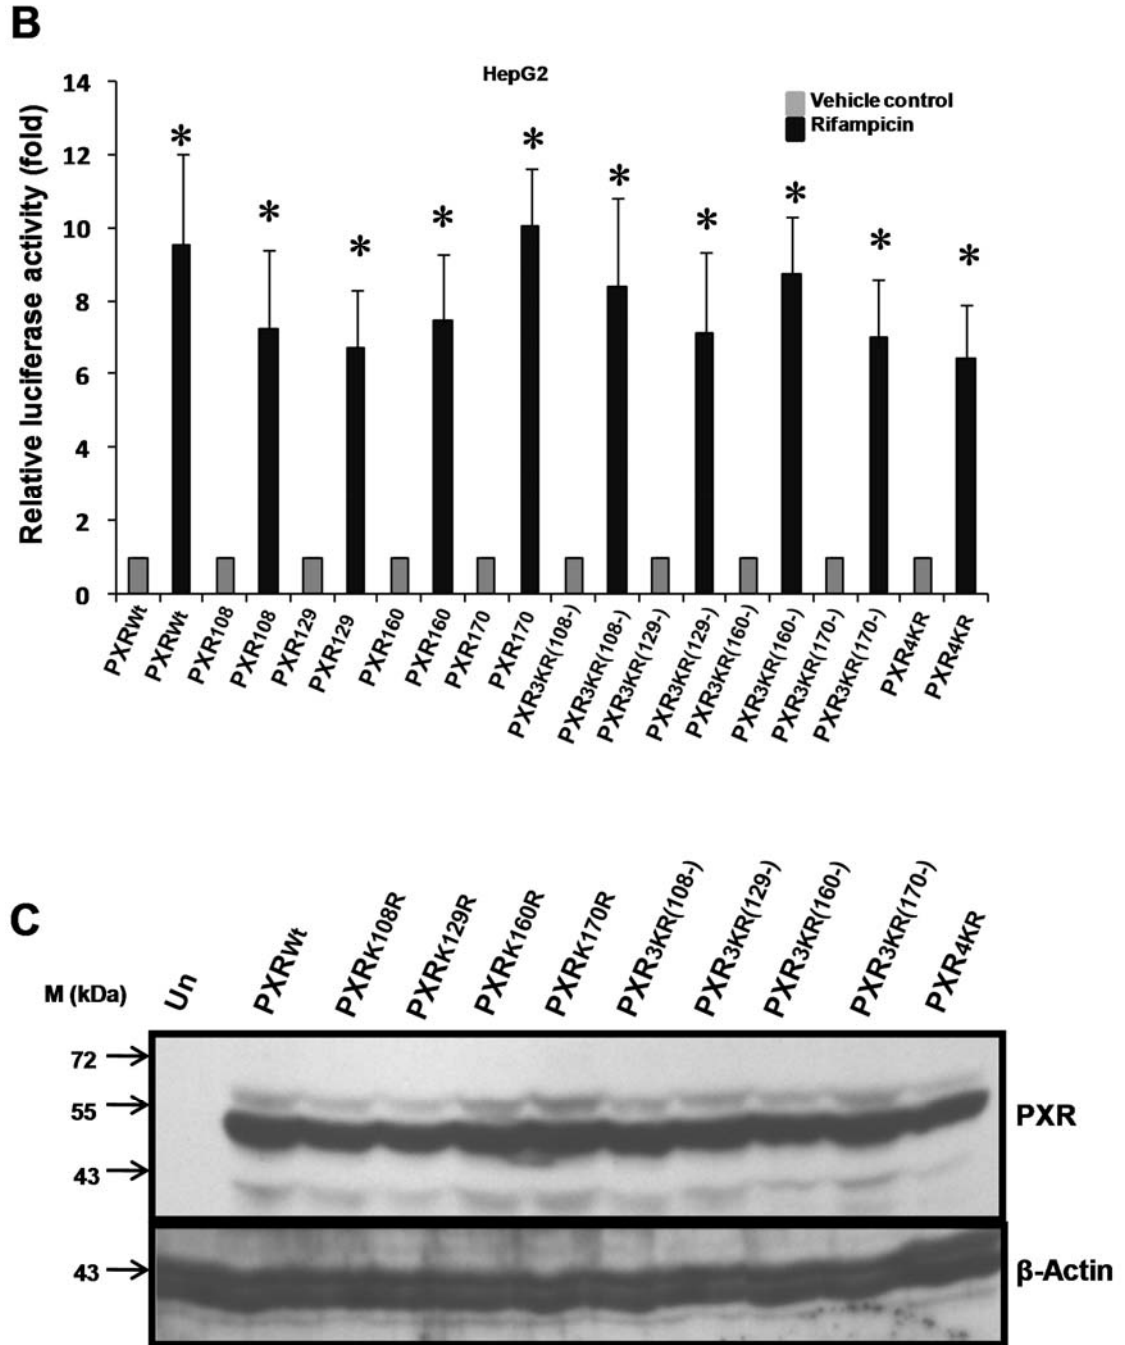 B
HepG2
Vehicle control
Rifampicin
Relative luciferase activity (fold)
14
12
10
8
6
4
2
0
*
*
*
*
*
*
*
*
*
*
PXRWt
PXRWt
PXR108
PXR108
PXR129
PXR129
PXR160
PXR160
PXR170
PXR170
PXR3KR(108-)
PXR3KR(108-)
PXR3KR(129-)
PXR3KR(129-)
PXR3KR(160-)
PXR3KR(160-)
PXR3KR(170-)
PXR3KR(170-)
PXR4KR
PXR4KR
C
M (kDa)
Un
PXRWt
PXRK108R
PXRK129R
PXRK160R
PXRK170R
PXR3KR(108-)
PXR3KR(129-)
PXR3KR(160-)
PXR3KR(170-)
PXR4KR
72
55
43
PXR
43
β-Actin